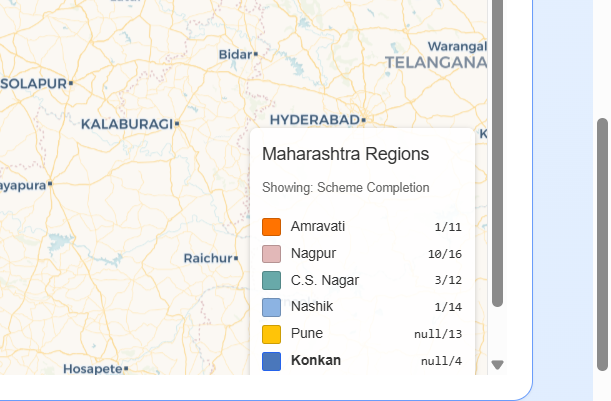 Bidar
Warangal
TELANGANA
SOLAPUR
KALABURAGI
HYDERABAD
K
ayapura
Maharashtra Regions
Showing: Scheme Completion
Amravati 1/11
Nagpur 10/16
Raichur
C.S. Nagar 3/12
Nashik 1/14
Pune null/13
Konkan null/4
Hosapete